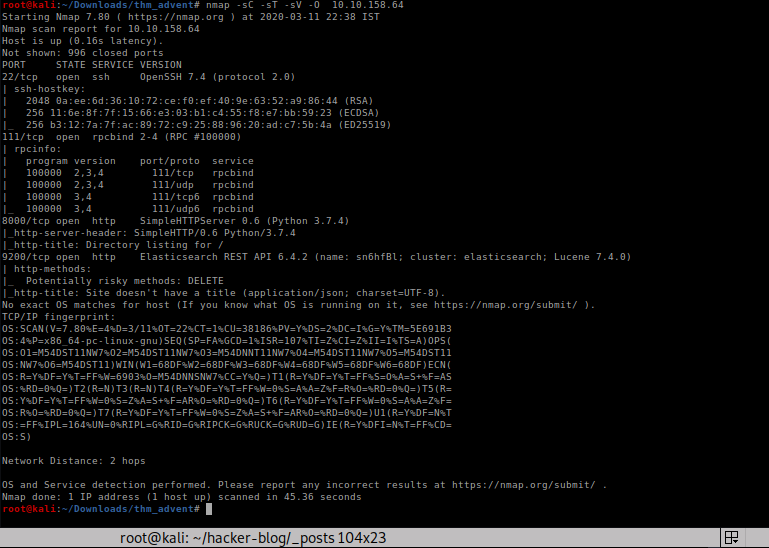 root@kali:~/Downloads/thm_advent# nmap -sC -sT -sV -O  10.10.158.64
Starting Nmap 7.80 ( https://nmap.org ) at 2020-03-11 22:38 IST
Nmap scan report for 10.10.158.64
Host is up (0.16s latency).
Not shown: 996 closed ports
PORT     STATE SERVICE VERSION
22/tcp   open  ssh     OpenSSH 7.4 (protocol 2.0)
| ssh-hostkey:
|   2048 0a:ee:6d:36:10:72:ce:f0:ef:40:9e:63:52:a9:86:44 (RSA)
|   256 11:6e:8f:7f:15:66:e3:03:b1:c4:55:f8:e7:bb:59:23 (ECDSA)
|_  256 b3:12:7a:7f:ac:89:72:c9:25:88:96:20:ad:c7:5b:4a (ED25519)
111/tcp  open  rpcbind 2-4 (RPC #100000)
| rpcinfo:
|   program version    port/proto  service
|   100000  2,3,4        111/tcp   rpcbind
|   100000  2,3,4        111/udp   rpcbind
|   100000  3,4          111/tcp6  rpcbind
|_  100000  3,4          111/udp6  rpcbind
8000/tcp open  http    SimpleHTTPServer 0.6 (Python 3.7.4)
|_http-server-header: SimpleHTTP/0.6 Python/3.7.4
|_http-title: Directory listing for /
9200/tcp open  http    Elasticsearch REST API 6.4.2 (name: sn6hfBl; cluster: elasticsearch; Lucene 7.4.0)
| http-methods:
|_  Potentially risky methods: DELETE
|_http-title: Site doesn't have a title (application/json; charset=UTF-8).
No exact OS matches for host (If you know what OS is running on it, see https://nmap.org/submit/ ).
TCP/IP fingerprint:
OS:SCAN(V=7.80%E=4%D=3/11%OT=22%CT=1%CU=38186%PV=Y%DS=2%DC=I%G=Y%TM=5E691B3
OS:4%P=x86_64-pc-linux-gnu)SEQ(SP=FA%GCD=1%ISR=107%TI=Z%CI=Z%II=I%TS=A)OPS(
OS:O1=M54DST11NW7%O2=M54DST11NW7%O3=M54DNNT11NW7%O4=M54DST11NW7%O5=M54DST11
OS:NW7%O6=M54DST11)WIN(W1=68DF%W2=68DF%W3=68DF%W4=68DF%W5=68DF%W6=68DF)ECN(
OS:R=Y%DF=Y%T=FF%W=6903%O=M54DNNSNW7%CC=Y%Q=)T1(R=Y%DF=Y%T=FF%S=O%A=S+%F=AS
OS:%RD=0%Q=)T2(R=N)T3(R=N)T4(R=Y%DF=Y%T=FF%W=0%S=A%A=Z%F=R%O=%RD=0%Q=)T5(R=
OS:Y%DF=Y%T=FF%W=0%S=Z%A=S+%F=AR%O=%RD=0%Q=)T6(R=Y%DF=Y%T=FF%W=0%S=A%A=Z%F=
OS:R%O=%RD=0%Q=)T7(R=Y%DF=Y%T=FF%W=0%S=Z%A=S+%F=AR%O=%RD=0%Q=)U1(R=Y%DF=N%T
OS:=FF%IPL=164%UN=0%RIPL=G%RID=G%RIPCK=G%RUCK=G%RUD=G)IE(R=Y%DFI=N%T=FF%CD=
OS:S)
Network Distance: 2 hops
OS and Service detection performed. Please report any incorrect results at https://nmap.org/submit/ .
Nmap done: 1 IP address (1 host up) scanned in 45.36 seconds
root@kali:~/Downloads/thm_advent#
root@kali: ~/hacker-blog/_posts 104x23